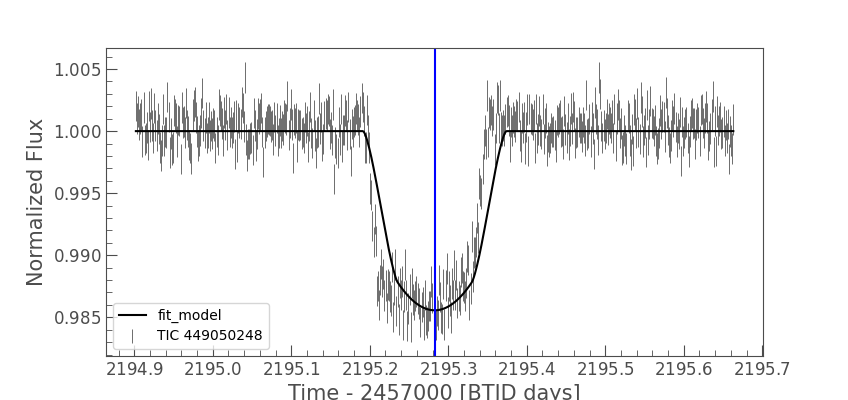 1.005
1.000
0.995
0.990
0.985
Normalized Flux
fit_model
TIC 449050248
2194.9 2195.0 2195.1 2195.2 2195.3 2195.4 2195.5 2195.6 2195.7
Time - 2457000 [BTJD days]